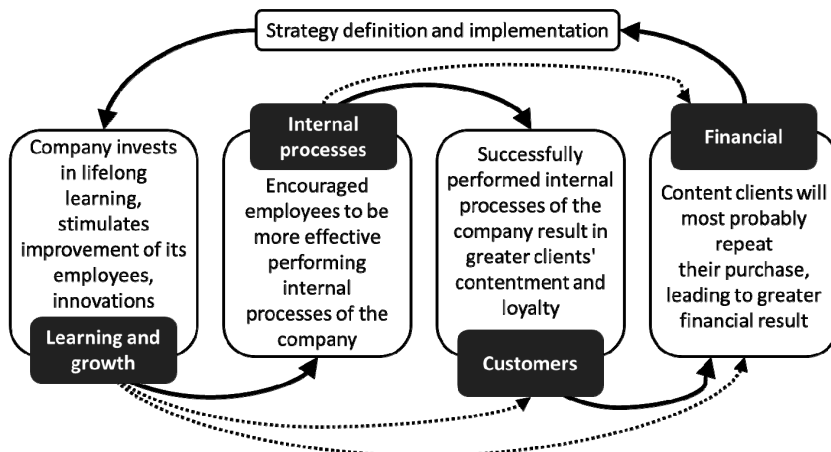 Strategy definition and implementation
Company invests
in lifelong
learning,
stimulates
improvement of its
employees,
innovations
Learning and
growth
Internal
processes
Encouraged
employees to be
more effective
performing
internal
processes of the
company
Successfully
performed internal
processes of the
company result in
greater clients'
contentment and
loyalty
Customers
Financial
Content clients will
most probably
repeat
their purchase,
leading to greater
financial result